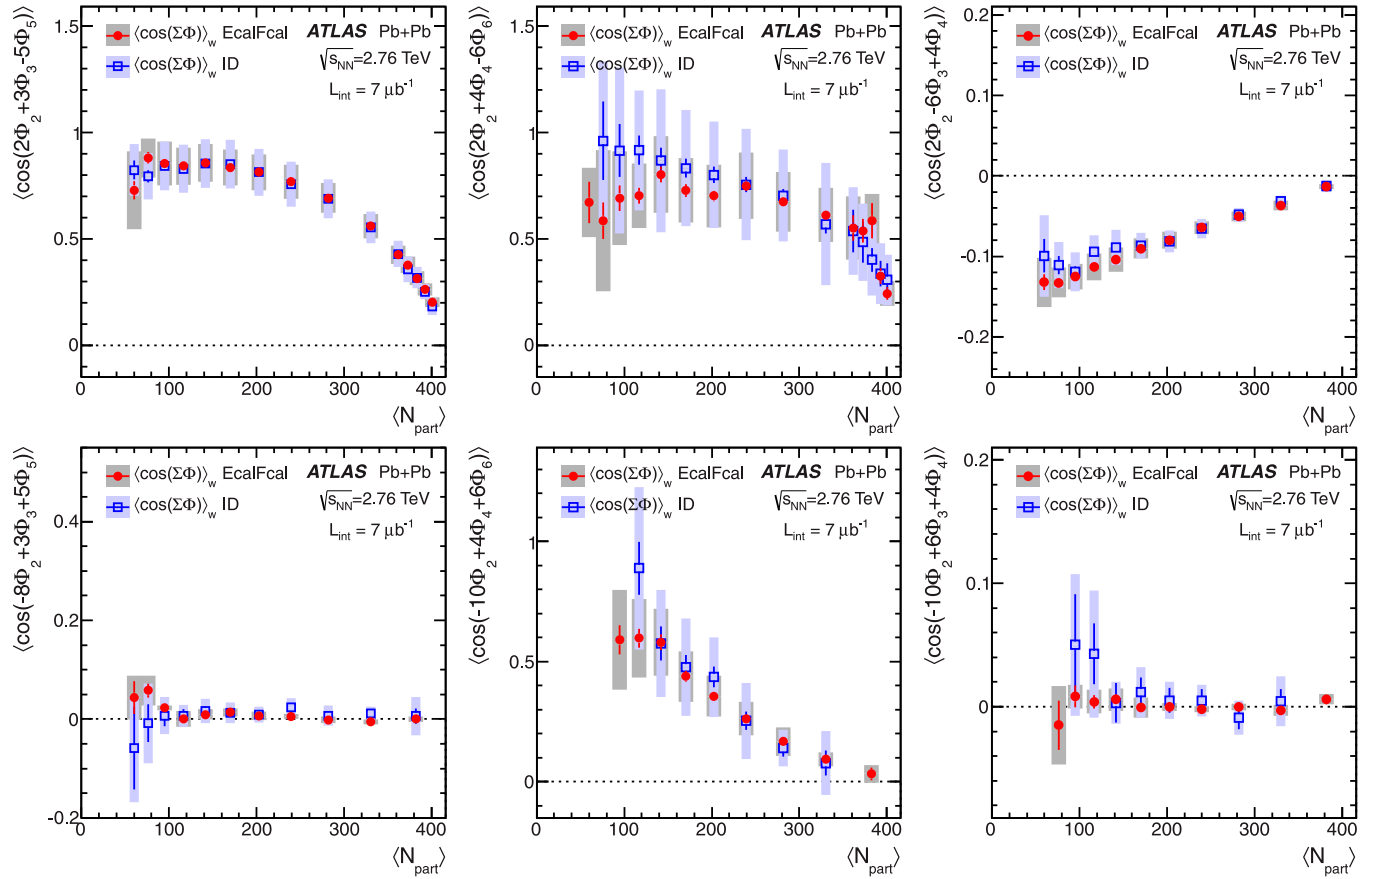 ⟨cos(2Φ₂+3Φ₃-5Φ₅)⟩
1.5
1
0.5
0
⟨cos(ΣΦ)⟩w EcalFcal
⟨cos(ΣΦ)⟩w ID
ATLAS Pb+Pb
√sNN=2.76 TeV
Lint = 7 μb⁻¹
0 100 200 300 400
⟨Npart⟩
⟨cos(2Φ₂+4Φ₄-6Φ₆)⟩
1.5
1
0.5
0
⟨cos(ΣΦ)⟩w EcalFcal
⟨cos(ΣΦ)⟩w ID
ATLAS Pb+Pb
√sNN=2.76 TeV
Lint = 7 μb⁻¹
0 100 200 300 400
⟨Npart⟩
⟨cos(2Φ₂-6Φ₃+4Φ₄)⟩
0.2
0.1
0
-0.1
-0.2
⟨cos(ΣΦ)⟩w EcalFcal
⟨cos(ΣΦ)⟩w ID
ATLAS Pb+Pb
√sNN=2.76 TeV
Lint = 7 μb⁻¹
0 100 200 300 400
⟨Npart⟩
⟨cos(-8Φ₂+3Φ₃+5Φ₅)⟩
0.4
0.2
0
-0.2
⟨cos(ΣΦ)⟩w EcalFcal
⟨cos(ΣΦ)⟩w ID
ATLAS Pb+Pb
√sNN=2.76 TeV
Lint = 7 μb⁻¹
0 100 200 300 400
⟨Npart⟩
⟨cos(-10Φ₂+4Φ₄+6Φ₆)⟩
1
0.5
0
⟨cos(ΣΦ)⟩w EcalFcal
⟨cos(ΣΦ)⟩w ID
ATLAS Pb+Pb
√sNN=2.76 TeV
Lint = 7 μb⁻¹
0 100 200 300 400
⟨Npart⟩
⟨cos(-10Φ₂+6Φ₃+4Φ₄)⟩
0.2
0.1
0
⟨cos(ΣΦ)⟩w EcalFcal
⟨cos(ΣΦ)⟩w ID
ATLAS Pb+Pb
√sNN=2.76 TeV
Lint = 7 μb⁻¹
0 100 200 300 400
⟨Npart⟩